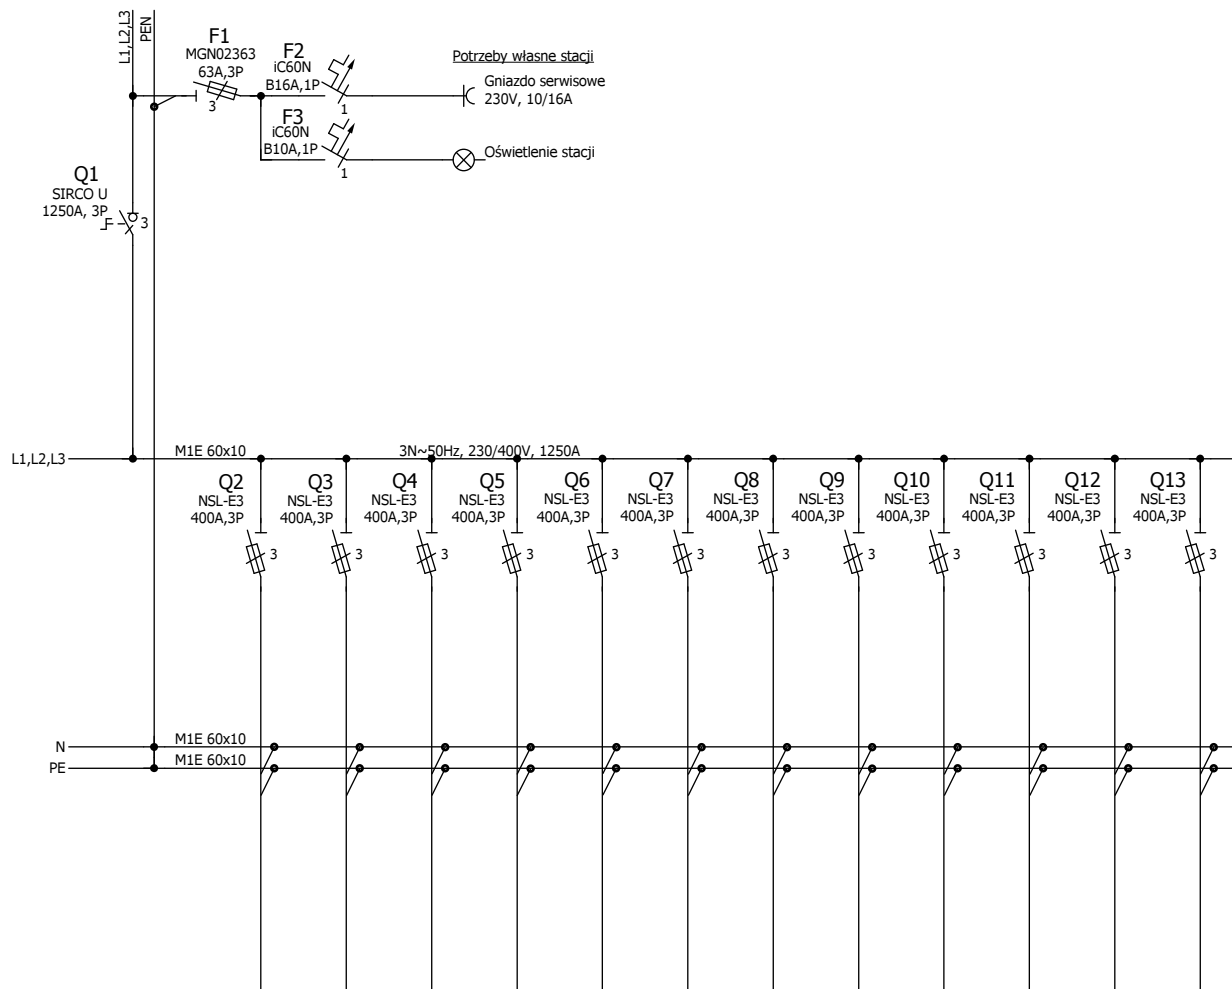 L1,L2,L3
PEN
F1
MGN02363
63A,3P
3
F2
iC60N
B16A,1P
1
Potrzeby własne stacji
Gniazdo serwisowe
230V, 10/16A
F3
iC60N
B10A,1P
1
Oświetlenie stacji
Q1
SIRCO U
1250A, 3P
3
L1,L2,L3
M1E 60x10
3N~50Hz, 230/400V, 1250A
Q2
NSL-E3
400A,3P
3
Q3
NSL-E3
400A,3P
3
Q4
NSL-E3
400A,3P
3
Q5
NSL-E3
400A,3P
3
Q6
NSL-E3
400A,3P
3
Q7
NSL-E3
400A,3P
3
Q8
NSL-E3
400A,3P
3
Q9
NSL-E3
400A,3P
3
Q10
NSL-E3
400A,3P
3
Q11
NSL-E3
400A,3P
3
Q12
NSL-E3
400A,3P
3
Q13
NSL-E3
400A,3P
3
N
M1E 60x10
PE
M1E 60x10